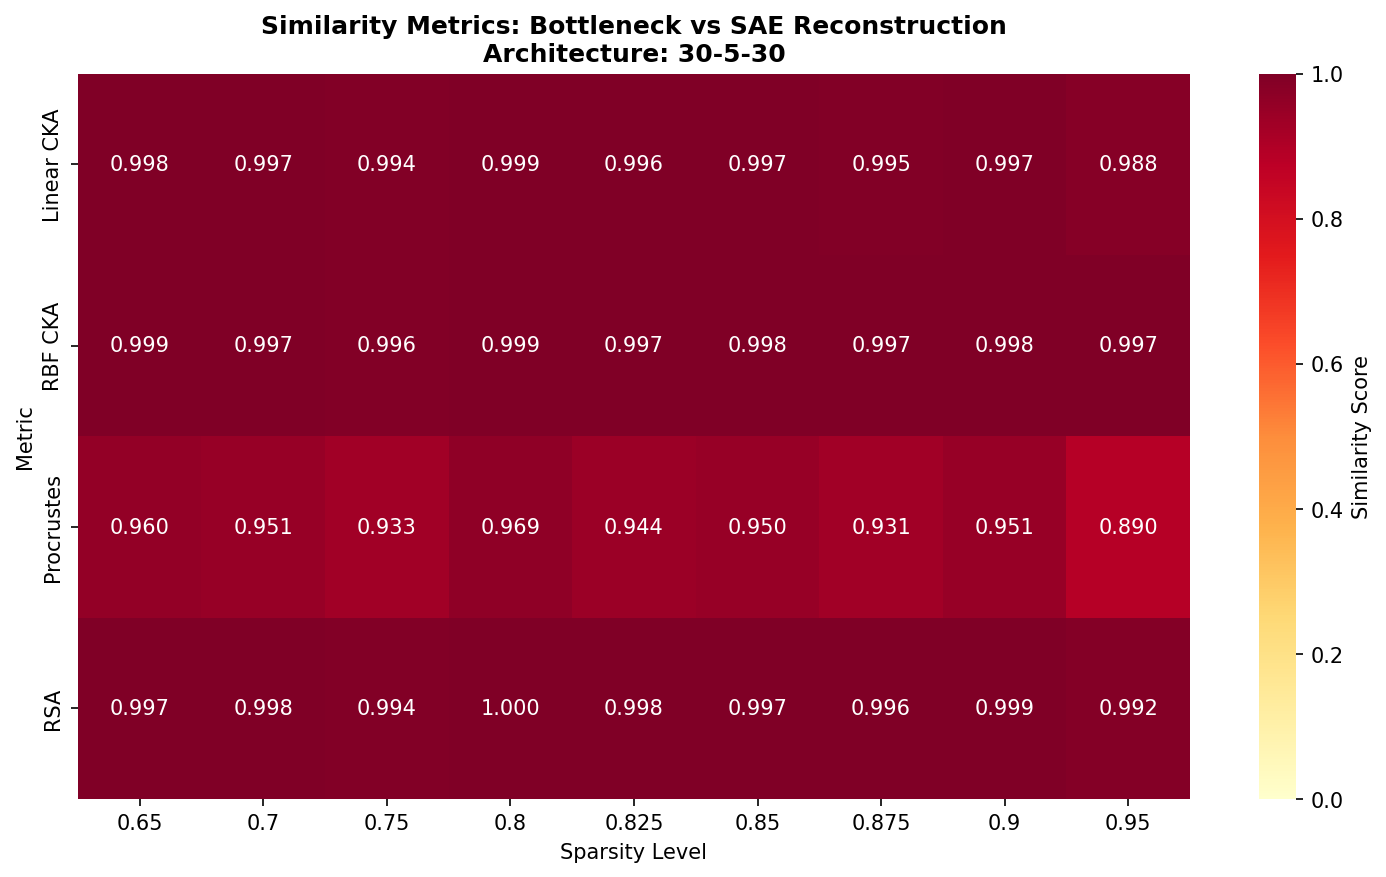 Similarity Metrics: Bottleneck vs SAE Reconstruction
Architecture: 30-5-30
Metric
Linear CKA
0.998 0.997 0.994 0.999 0.996 0.997 0.995 0.997 0.988
RBF CKA
0.999 0.997 0.996 0.999 0.997 0.998 0.997 0.998 0.997
Procrustes
0.960 0.951 0.933 0.969 0.944 0.950 0.931 0.951 0.890
RSA
0.997 0.998 0.994 1.000 0.998 0.997 0.996 0.999 0.992
0.65 0.7 0.75 0.8 0.825 0.85 0.875 0.9 0.95
Sparsity Level
1.0
0.8
0.6
0.4
0.2
0.0
Similarity Score